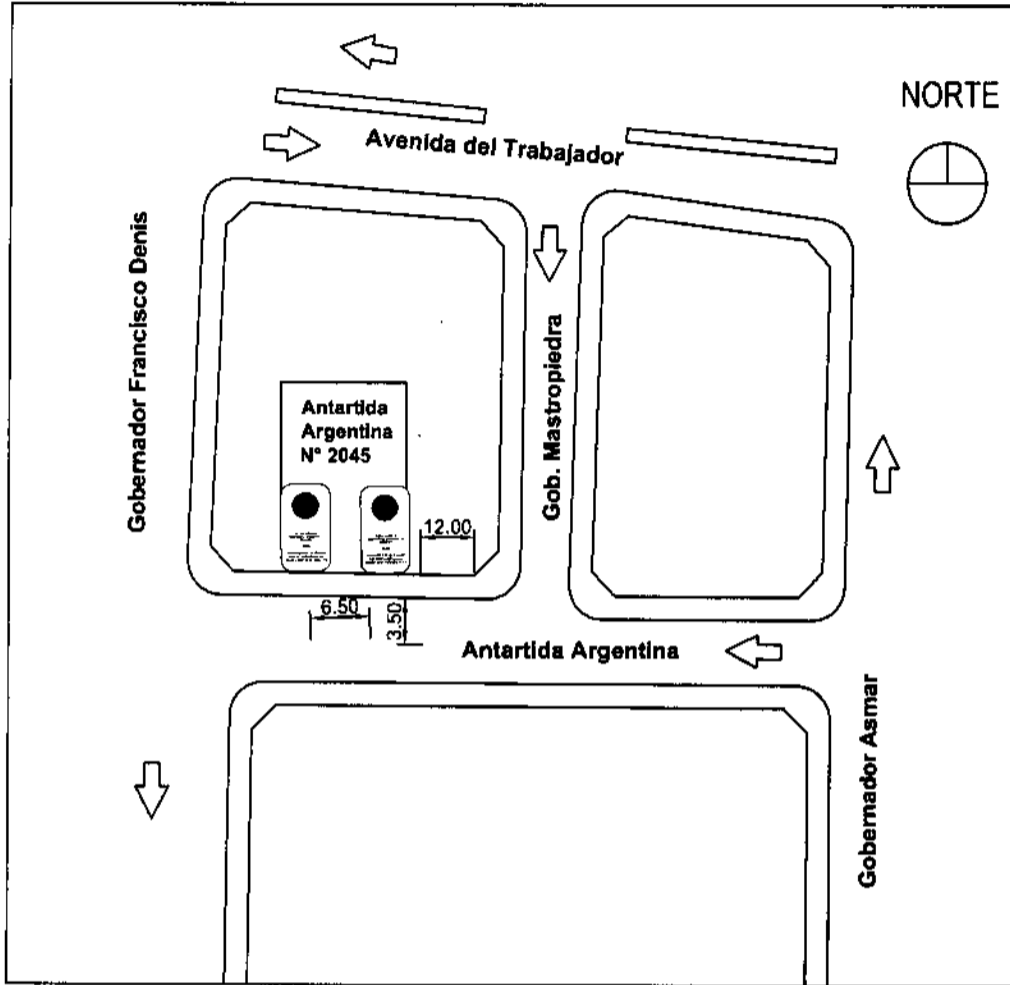 NORTE
Avenida del Trabajador
Gobernador Francisco Denis
Gob. Mastropiedra
Antartida
Argentina
N° 2045
12.00
6.50
3.50
Antartida Argentina
Gobernador Asmar